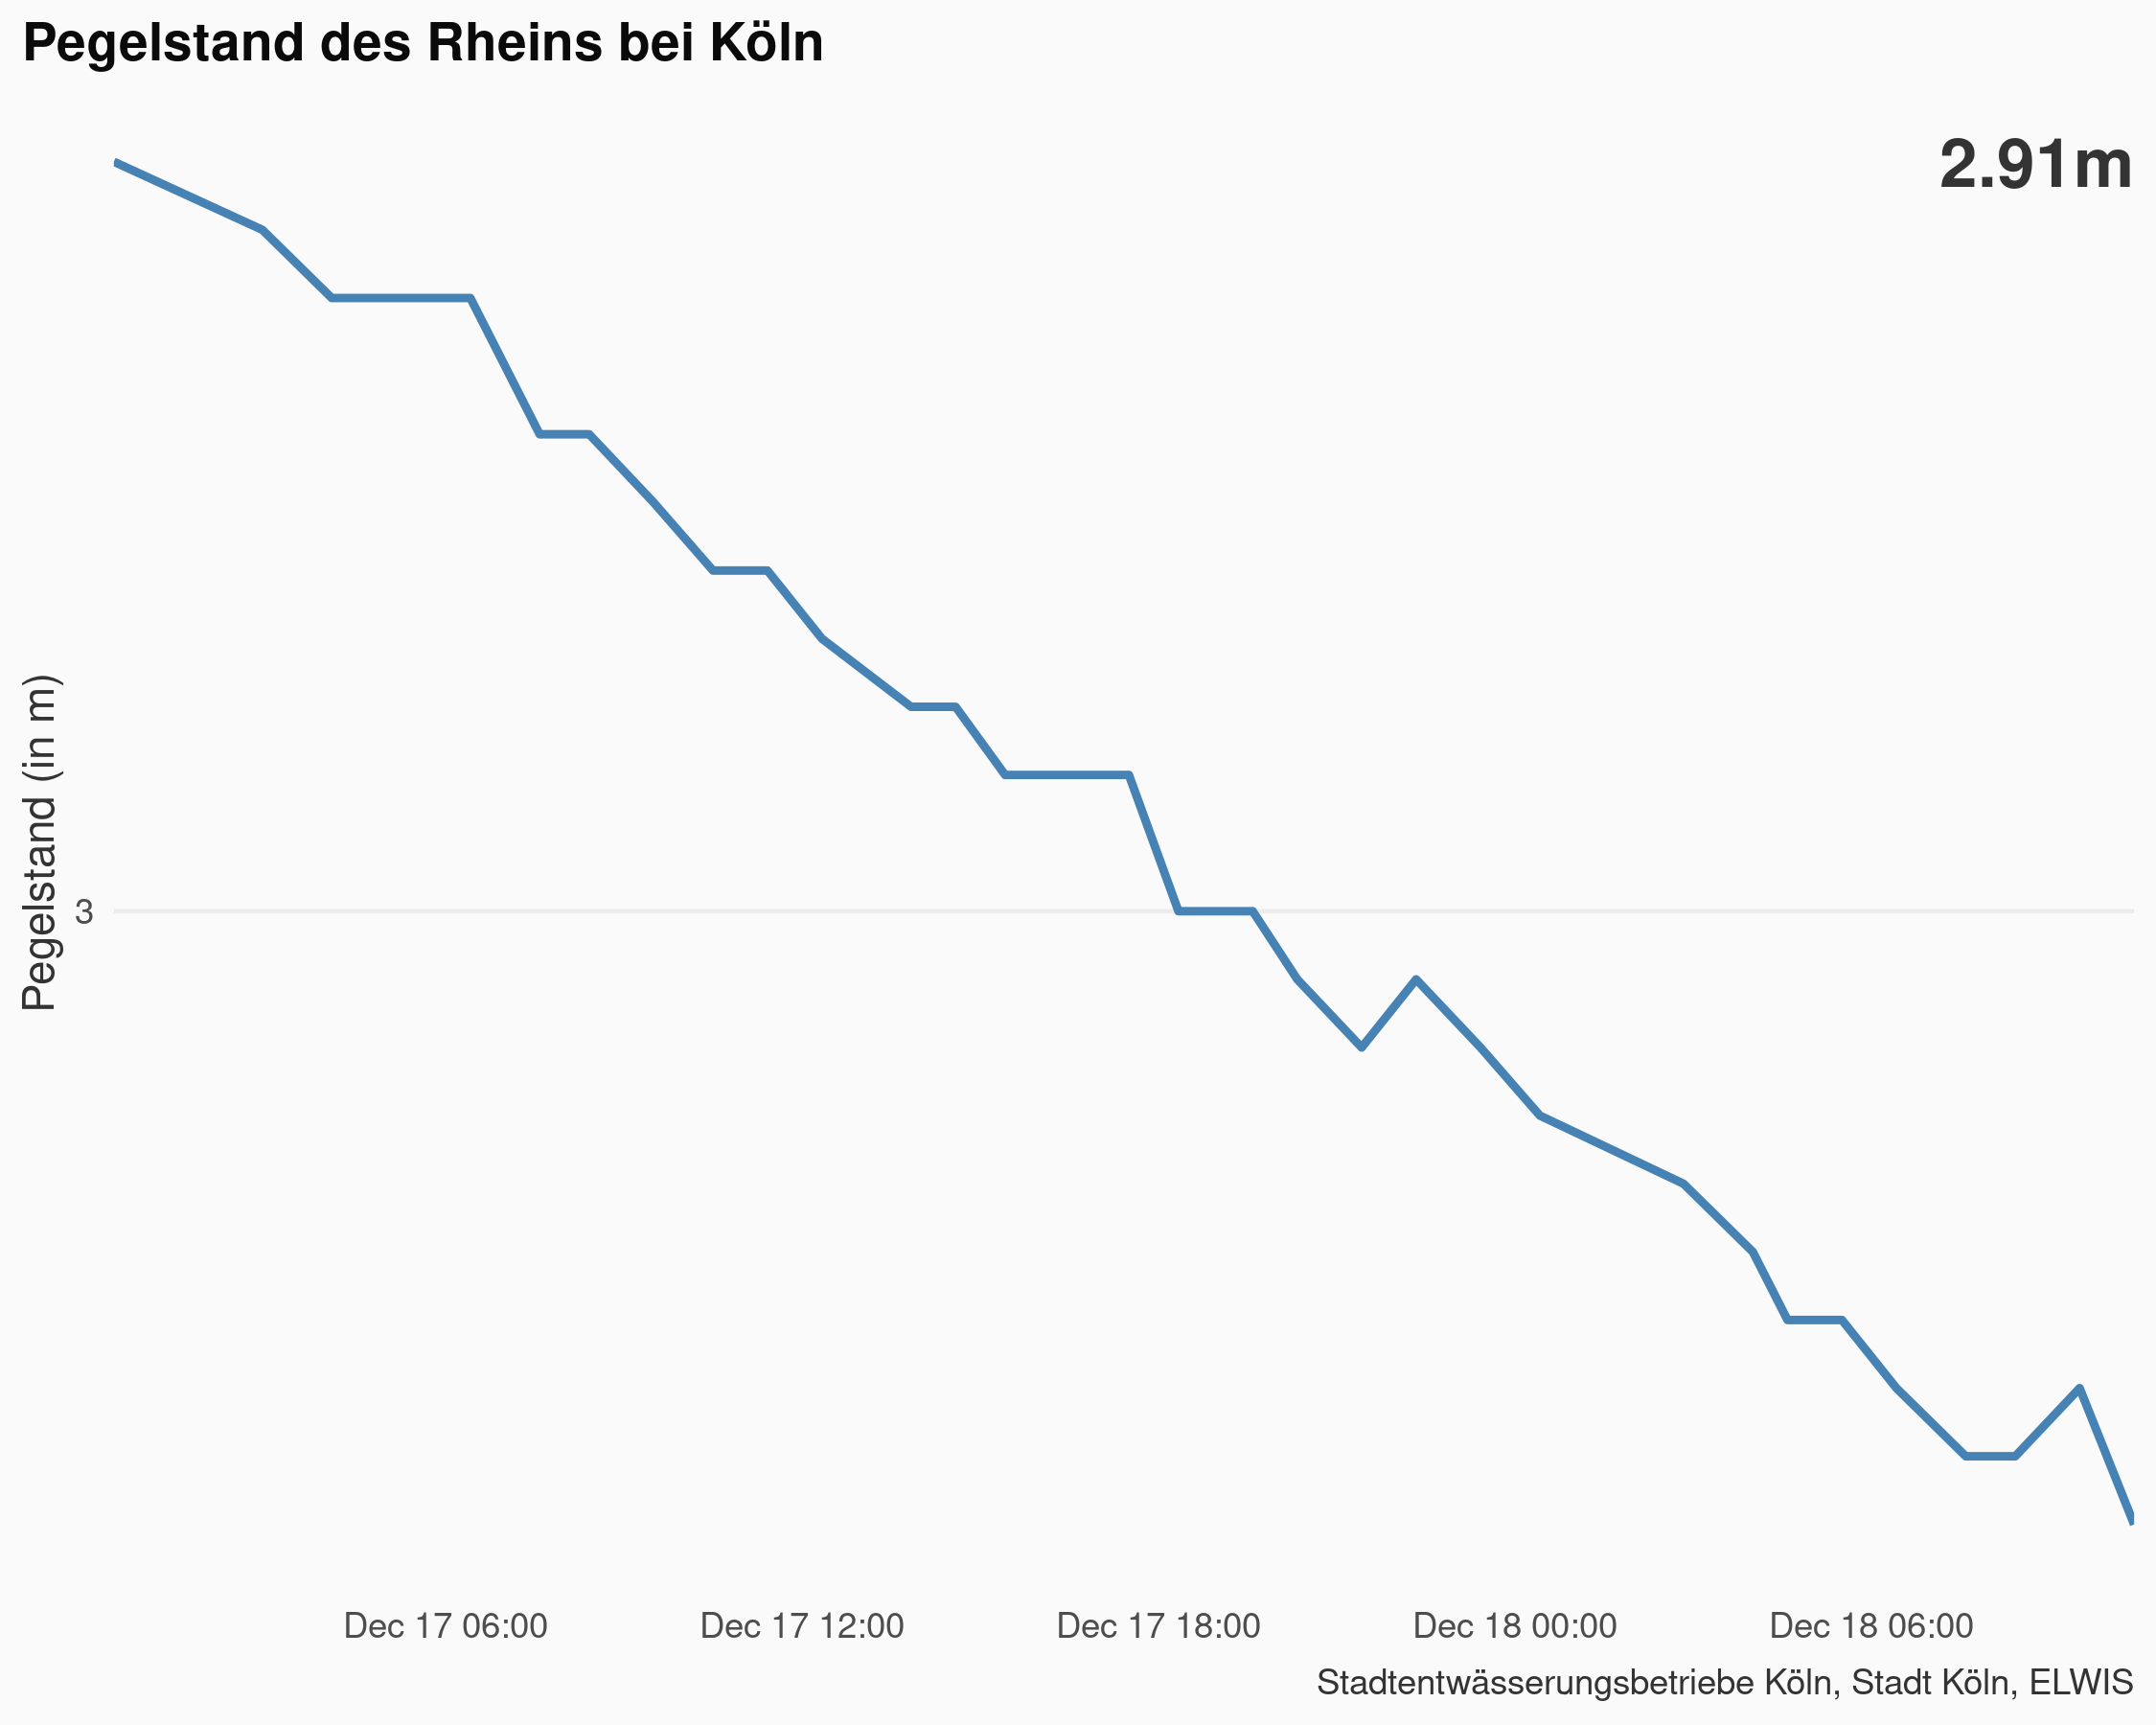 Pegelstand des Rheins bei Köln
2.91m
Pegelstand (in m)
3
Dec 17 06:00 Dec 17 12:00 Dec 17 18:00 Dec 18 00:00 Dec 18 06:00
Stadtentwässerungsbetriebe Köln, Stadt Köln, ELWIS